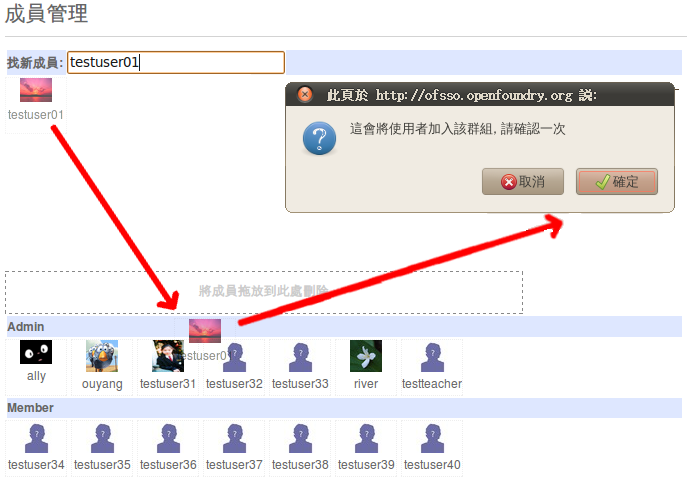 成員管理
找新成員: testuser01
testuser01
此頁於 http://ofsso.openfoundry.org 說:
這會將使用者加入該群組, 請確認一次
取消 確定
將成員拖放到此處刪除
Admin
testuser01
ally ouyang testuser31 testuser32 testuser33 river testteacher
Member
testuser34 testuser35 testuser36 testuser37 testuser38 testuser39 testuser40